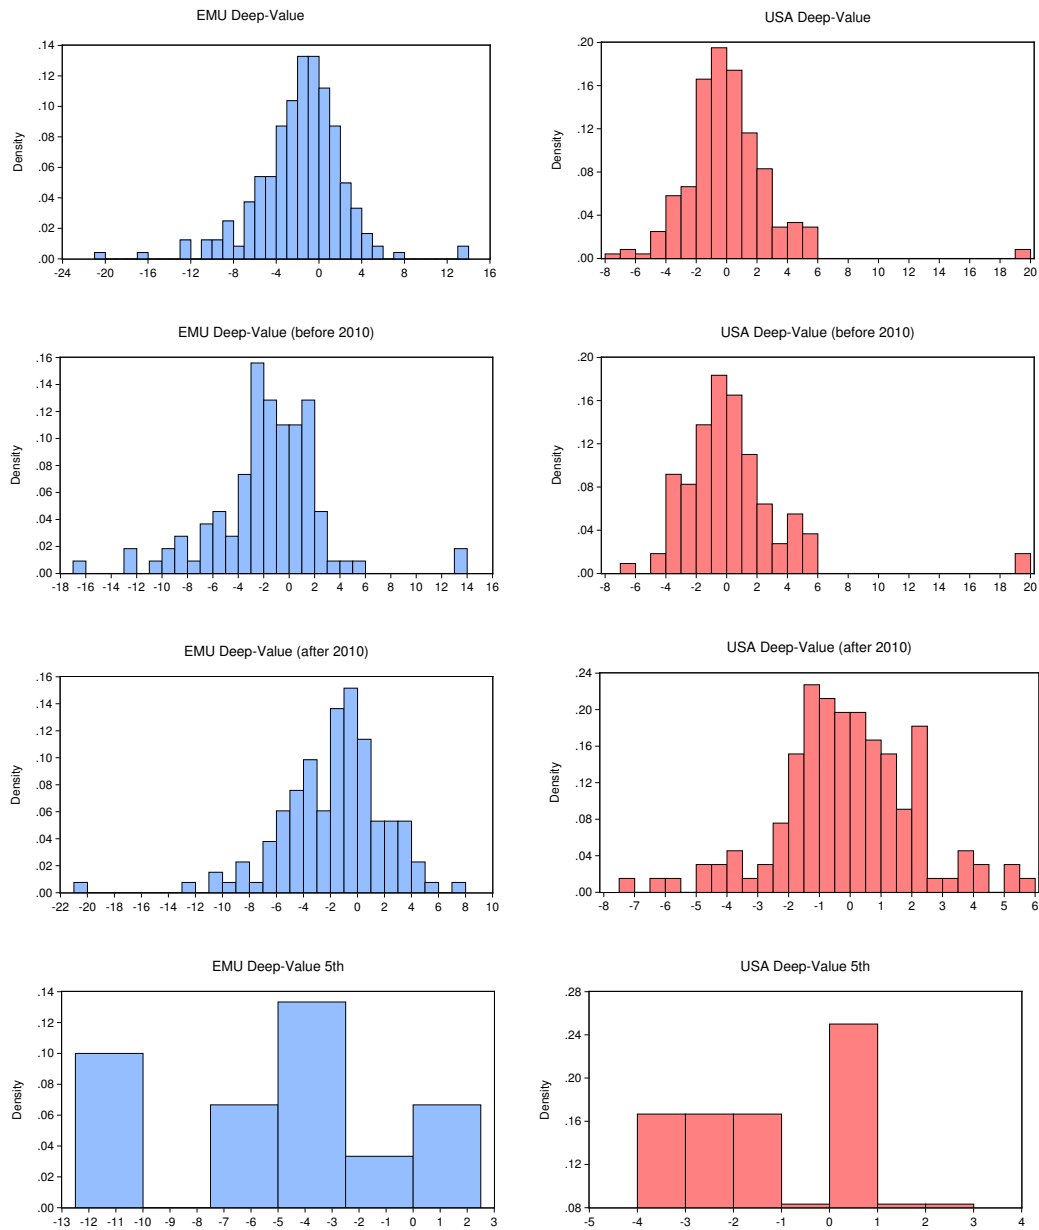 EMU Deep-Value
.14
.12
.10
.08
.06
.04
.02
.00
Density
-24 -20 -16 -12 -8 -4 0 4 8 12 16
USA Deep-Value
.20
.16
.12
.08
.04
.00
Density
-8 -6 -4 -2 0 2 4 6 8 10 12 14 16 18 20
EMU Deep-Value (before 2010)
.16
.14
.12
.10
.08
.06
.04
.02
.00
Density
-18 -16 -14 -12 -10 -8 -6 -4 -2 0 2 4 6 8 10 12 14 16
USA Deep-Value (before 2010)
.20
.16
.12
.08
.04
.00
Density
-8 -6 -4 -2 0 2 4 6 8 10 12 14 16 18 20
EMU Deep-Value (after 2010)
.16
.14
.12
.10
.08
.06
.04
.02
.00
Density
-22 -20 -18 -16 -14 -12 -10 -8 -6 -4 -2 0 2 4 6 8 10
USA Deep-Value (after 2010)
.24
.20
.16
.12
.08
.04
.00
Density
-8 -7 -6 -5 -4 -3 -2 -1 0 1 2 3 4 5 6
EMU Deep-Value 5th
.14
.12
.10
.08
.06
.04
.02
.00
Density
-13 -12 -11 -10 -9 -8 -7 -6 -5 -4 -3 -2 -1 0 1 2 3
USA Deep-Value 5th
.28
.24
.20
.16
.12
.08
Density
-5 -4 -3 -2 -1 0 1 2 3 4